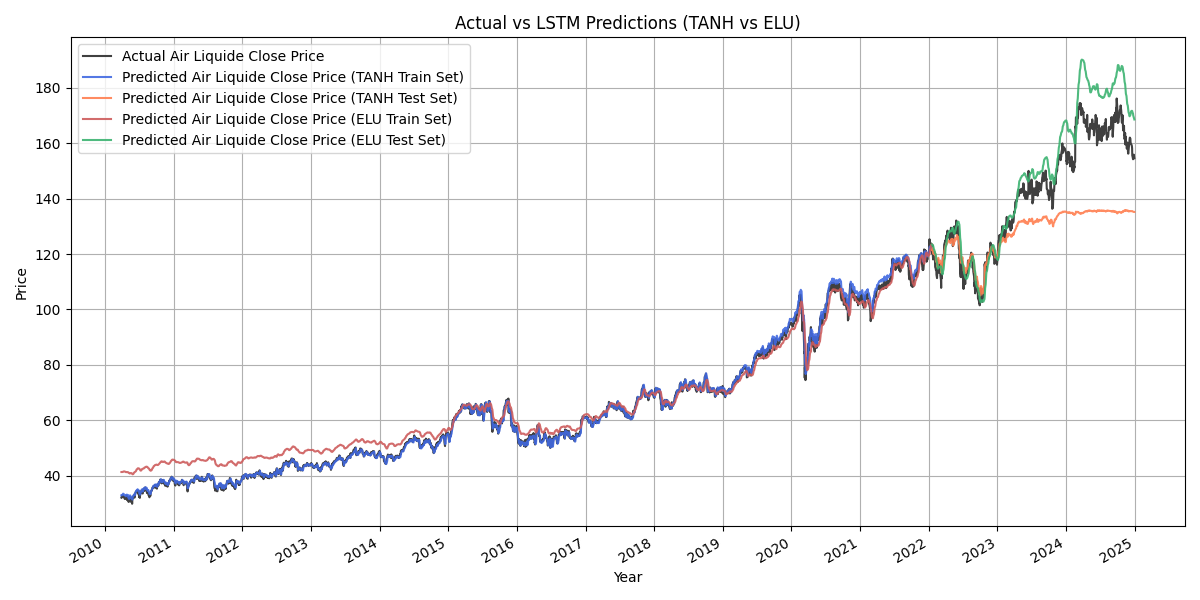 Actual vs LSTM Predictions (TANH vs ELU)
Actual Air Liquide Close Price
Predicted Air Liquide Close Price (TANH Train Set)
Predicted Air Liquide Close Price (TANH Test Set)
Predicted Air Liquide Close Price (ELU Train Set)
Predicted Air Liquide Close Price (ELU Test Set)
Price
180
160
140
120
100
80
60
40
2010 2011 2012 2013 2014 2015 2016 2017 2018 2019 2020 2021 2022 2023 2024 2025
Year